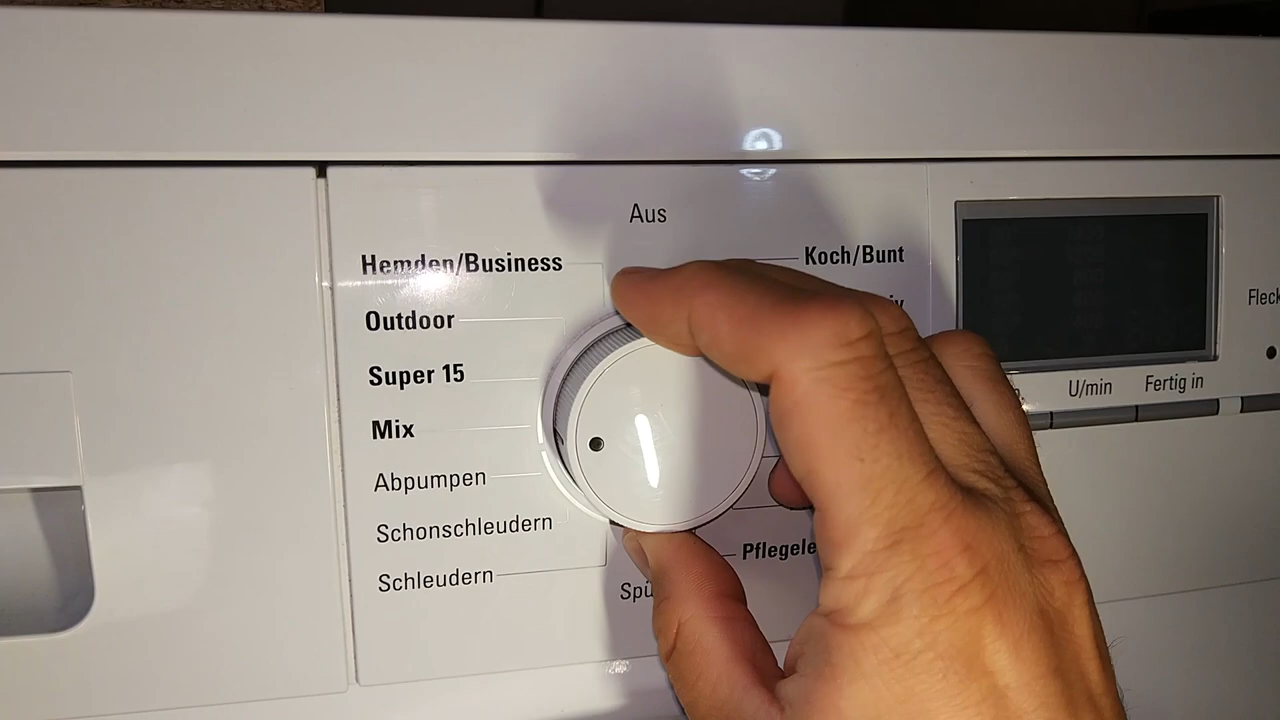 Aus
Hemden/Business
Koch/Bunt
Outdoor
Super 15
Mix
Abpumpen
Schonschleudern
Schleudern
U/min
Fertig in